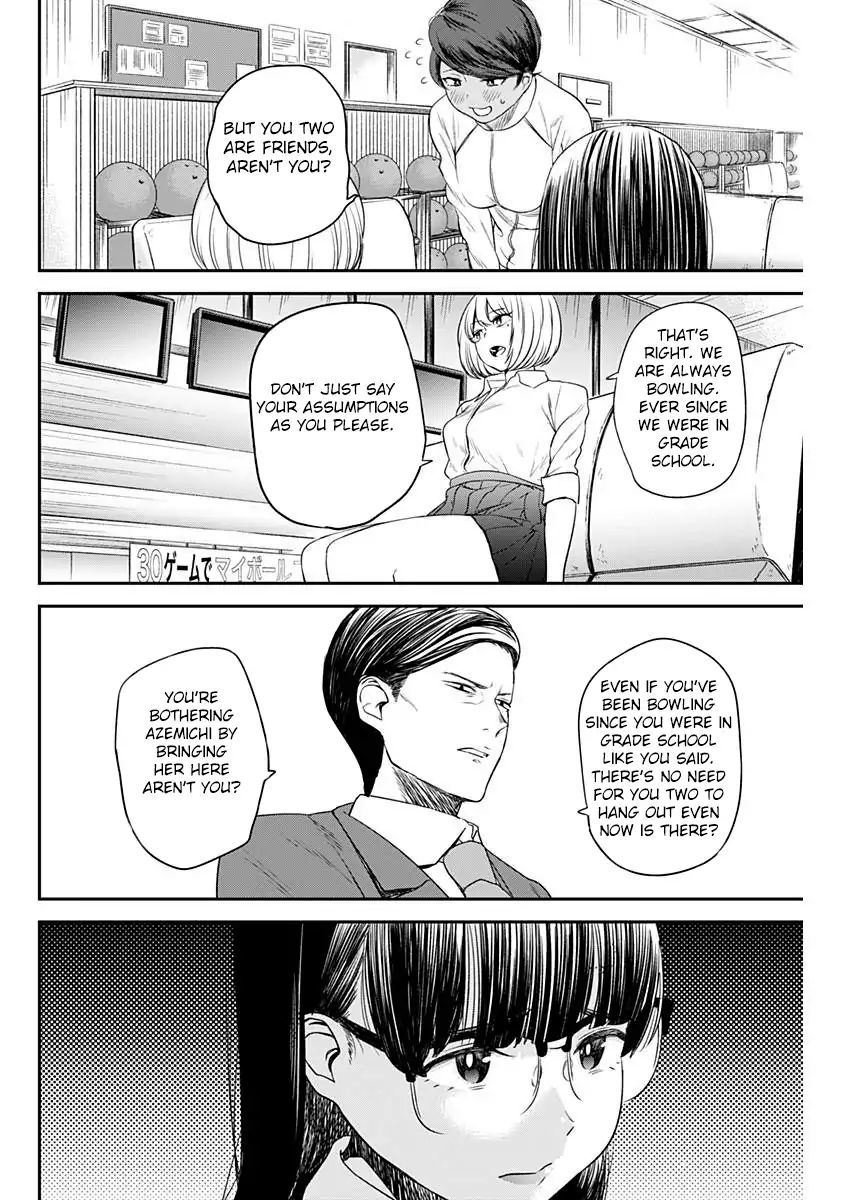 BUT YOU TWO
ARE FRIENDS,
AREN'T YOU?
THAT'S
RIGHT. WE
ARE ALWAYS
BOWLING.
EVER SINCE
WE WERE IN
GRADE
SCHOOL.
DON'T JUST SAY
YOUR ASSUMPTIONS
AS YOU PLEASE.
30ゲームでマイボール
EVEN IF YOU'VE
BEEN BOWLING
SINCE YOU WERE IN
GRADE SCHOOL
LIKE YOU SAID.
THERE'S NO NEED
FOR YOU TWO TO
HANG OUT EVEN
NOW IS THERE?
YOU'RE
BOTHERING
AZEMICHI BY
BRINGING
HER HERE
AREN'T YOU?